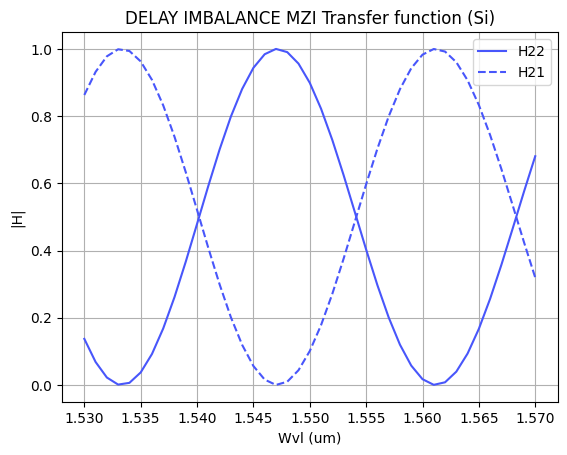 DELAY IMBALANCE MZI Transfer function (Si)
H22
H21
|H|
1.0
0.8
0.6
0.4
0.2
0.0
1.530 1.535 1.540 1.545 1.550 1.555 1.560 1.565 1.570
Wvl (um)